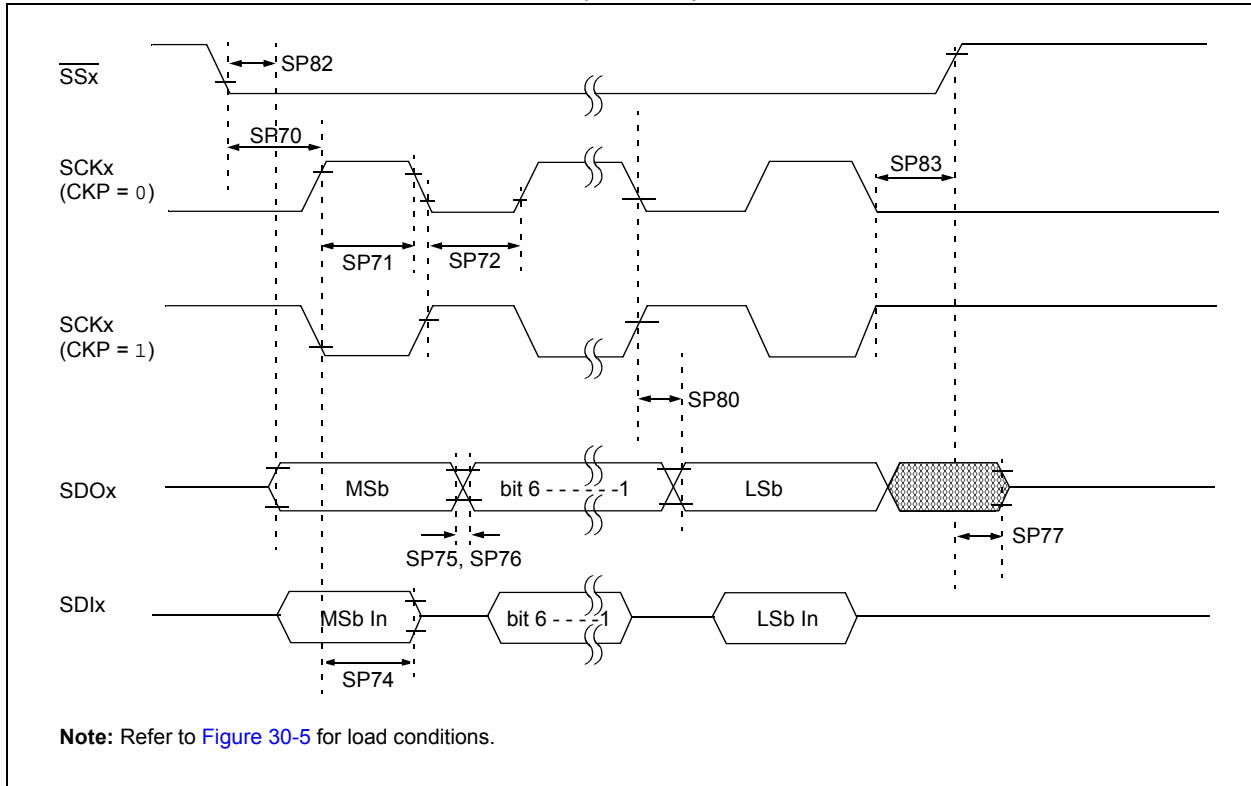 SSx
SP82
SP70
SCKx
(CKP = 0)
SP83
SP71
SP72
SCKx
(CKP = 1)
SP80
SDOx
MSb
bit 6 - - - - - -1
LSb
SP75, SP76
SP77
SDIx
MSb In
bit 6 - - - -1
LSb In
SP74
Note: Refer to Figure 30-5 for load conditions.